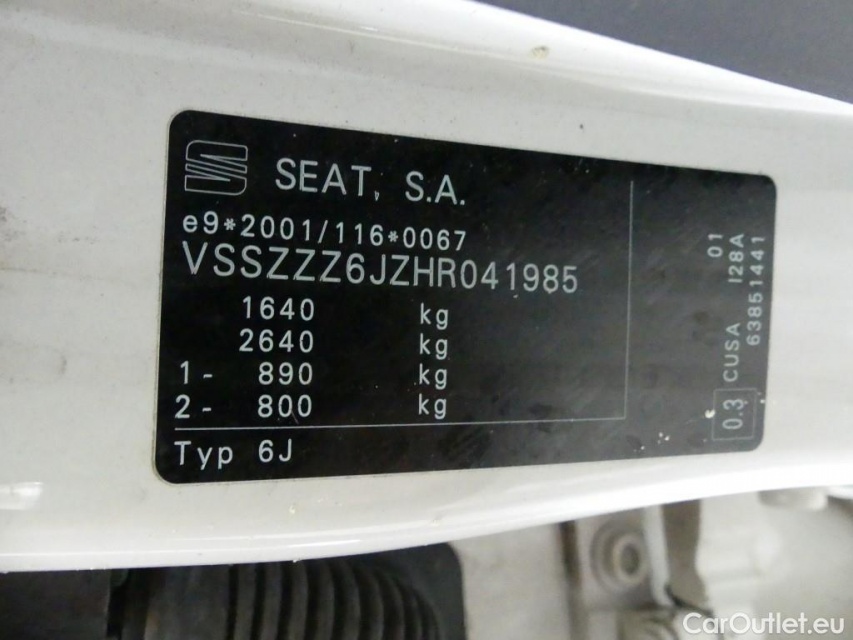 SEAT, S.A.
e9*2001/116*0067
VSSZZZ6JZHR041985
1640 kg
2640 kg
1- 890 kg
2- 800 kg
Typ 6J
01
I28A
63851441
CUSA
0.3
CarOutlet.eu